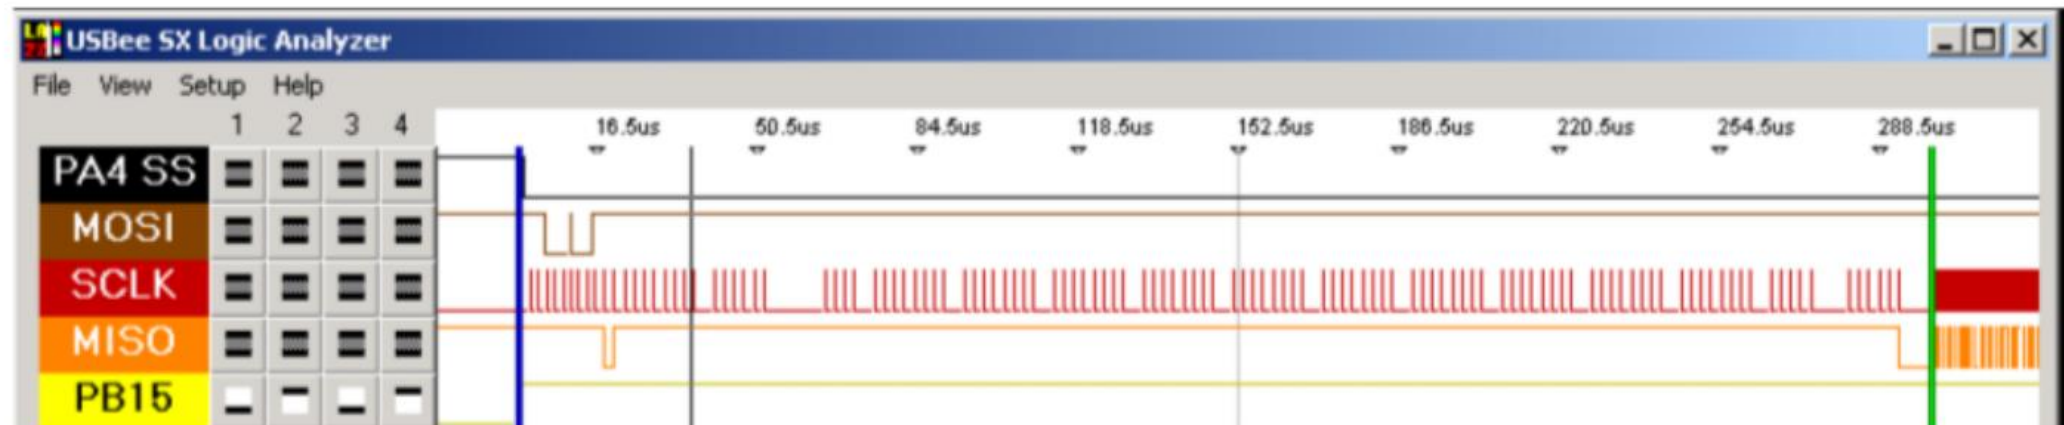 USBee SX Logic Analyzer
File View Setup Help
1 2 3 4
16.5us 50.5us 84.5us 118.5us 152.5us 186.5us 220.5us 254.5us 288.5us
PA4 SS
MOSI
SCLK
MISO
PB15